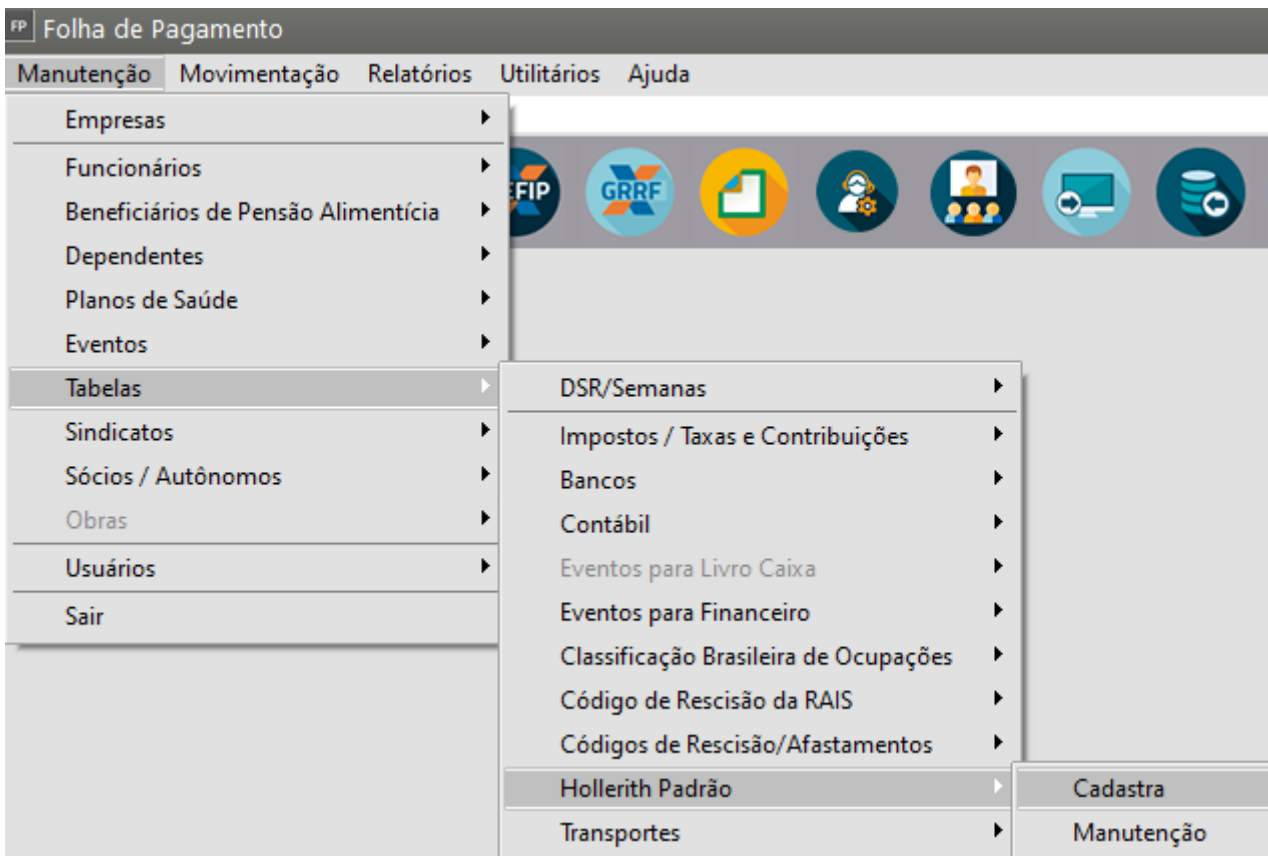 FP Folha de Pagamento
Manutenção Movimentação Relatórios Utilitários Ajuda
Empresas
Funcionários
Beneficiários de Pensão Alimentícia
Dependentes
Planos de Saúde
Eventos
Tabelas
Sindicatos
Sócios / Autônomos
Obras
Usuários
Sair
EFIP GRRF
DSR/Semanas
Impostos / Taxas e Contribuições
Bancos
Contábil
Eventos para Livro Caixa
Eventos para Financeiro
Classificação Brasileira de Ocupações
Código de Rescisão da RAIS
Códigos de Rescisão/Afastamentos
Hollerith Padrão
Transportes
Cadastra
Manutenção